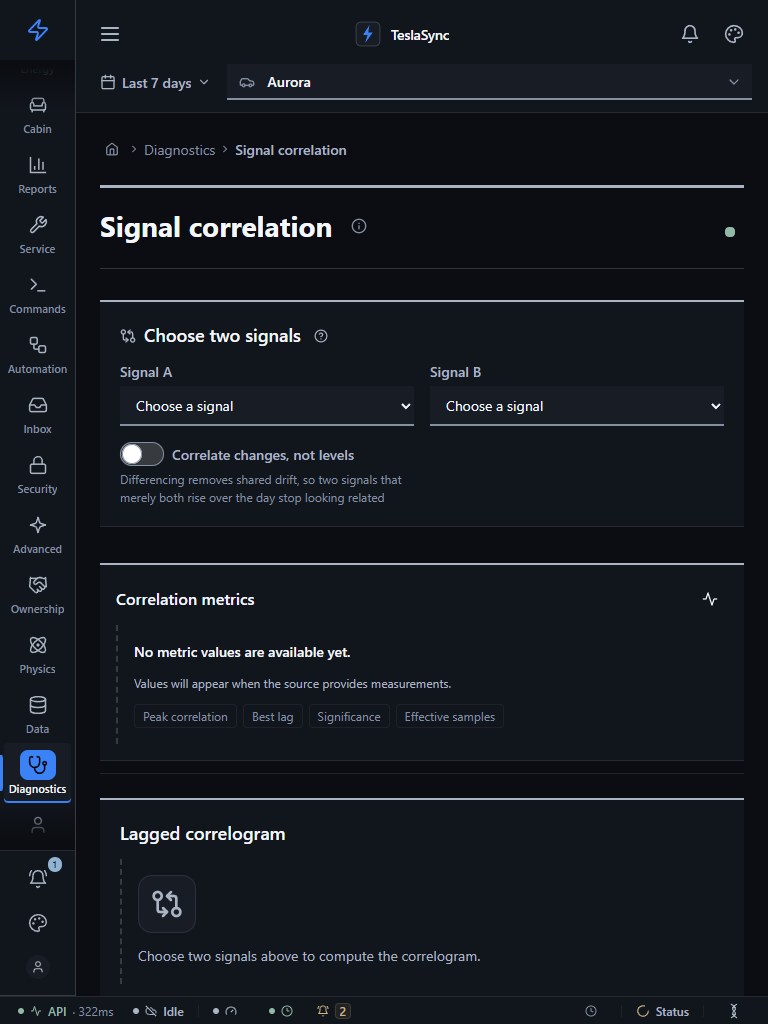 TeslaSync
Last 7 days
Aurora
Energy
Cabin
Reports
Service
Commands
Automation
Inbox
Security
Advanced
Ownership
Physics
Data
Diagnostics
1
Diagnostics > Signal correlation
Signal correlation
Choose two signals
Signal A
Signal B
Choose a signal
Choose a signal
Correlate changes, not levels
Differencing removes shared drift, so two signals that
merely both rise over the day stop looking related
Correlation metrics
No metric values are available yet.
Values will appear when the source provides measurements.
Peak correlation
Best lag
Significance
Effective samples
Lagged correlogram
Choose two signals above to compute the correlogram.
API · 322ms
Idle
2
Status